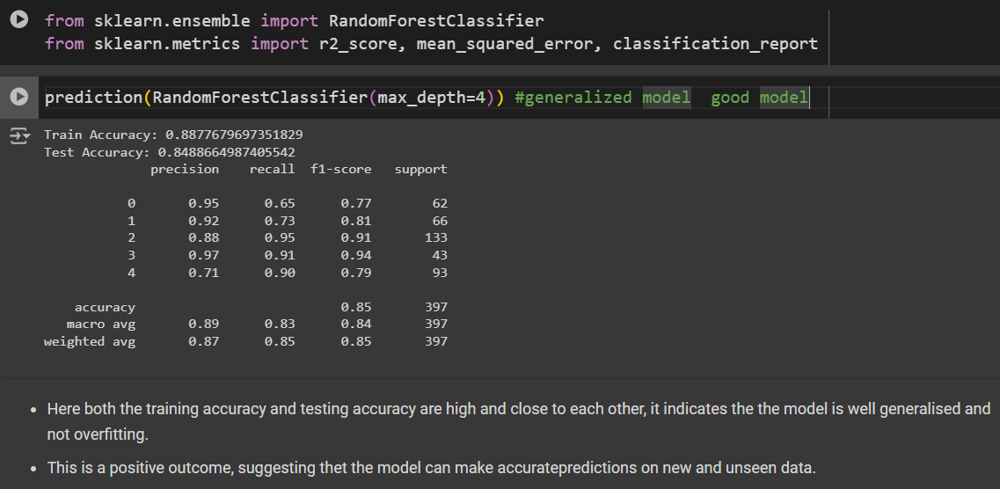 from sklearn.ensemble import RandomForestClassifier
from sklearn.metrics import r2_score, mean_squared_error, classification_report
prediction(RandomForestClassifier(max_depth=4)) #generalized model  good model
Train Accuracy: 0.8877679697351829
Test Accuracy: 0.8488664987405542
precision recall f1-score support
0 0.95 0.65 0.77 62
1 0.92 0.73 0.81 66
2 0.88 0.95 0.91 133
3 0.97 0.91 0.94 43
4 0.71 0.90 0.79 93
accuracy 0.85 397
macro avg 0.89 0.83 0.84 397
weighted avg 0.87 0.85 0.85 397
• Here both the training accuracy and testing accuracy are high and close to each other, it indicates the the model is well generalised and
not overfitting.
• This is a positive outcome, suggesting thet the model can make accuratepredictions on new and unseen data.